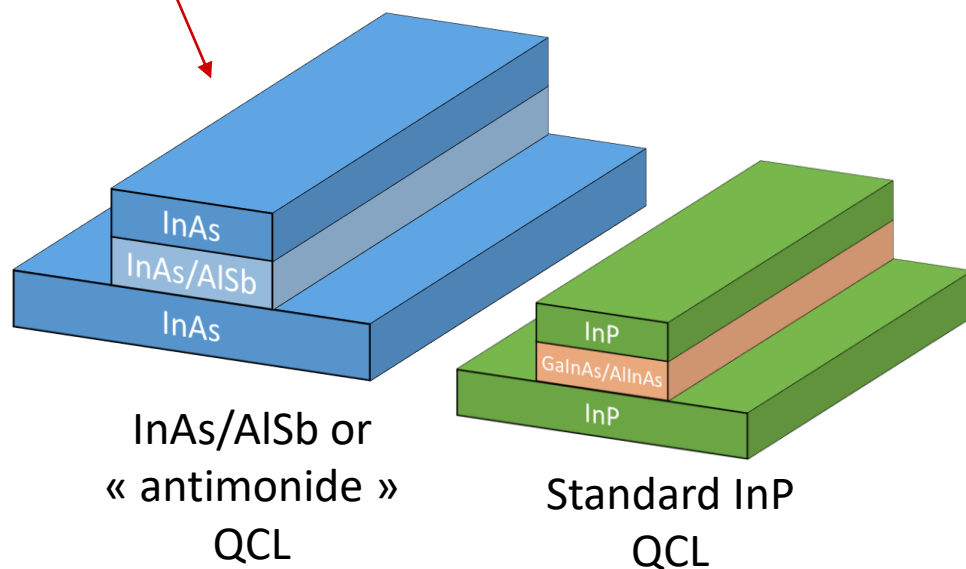 InAs
InAs/AlSb
InAs
InP
GaInAs/AlInAs
InP
InAs/AlSb or
« antimonide »
QCL
Standard InP
QCL